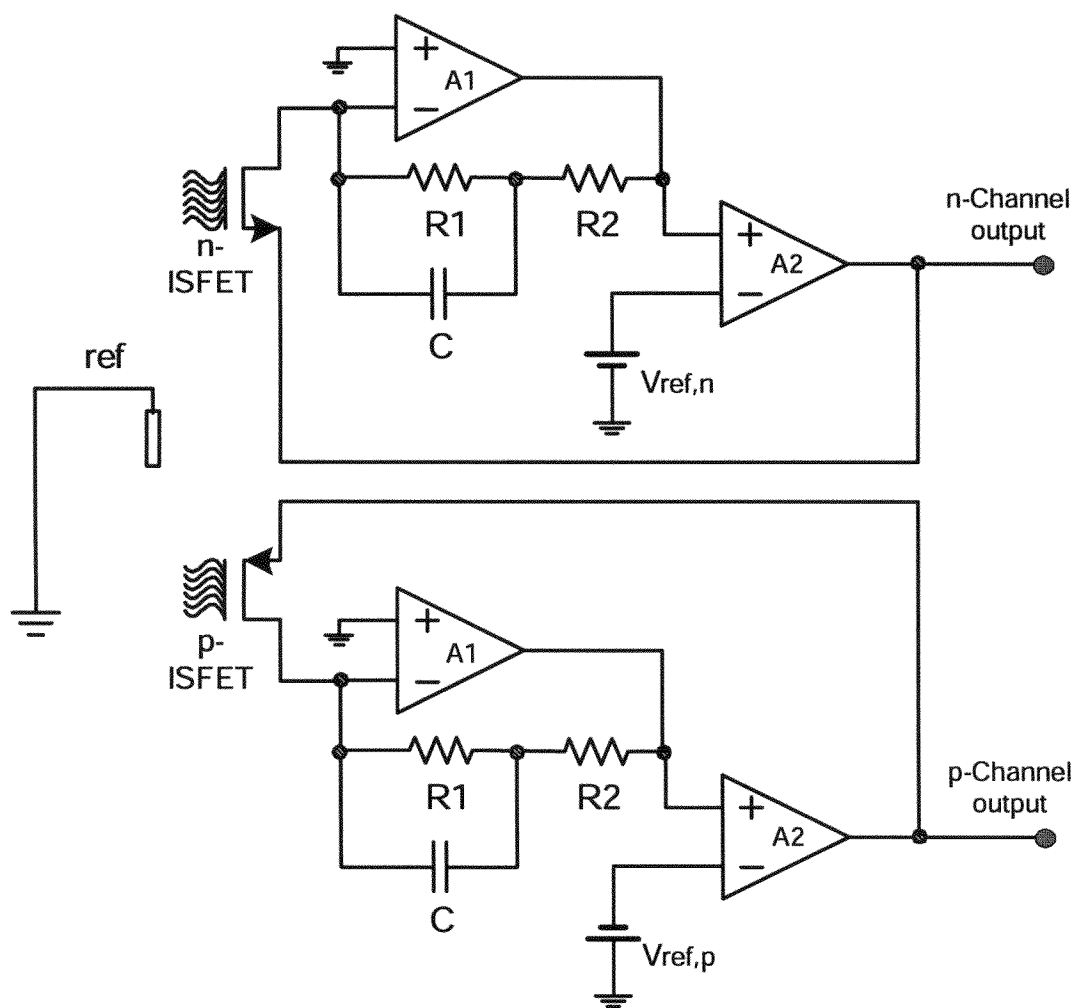 +
A1
−
n-Channel
output
R1
R2
+
A2
−
n-
ISFET
C
ref
Vref,n
p-
ISFET
+
A1
−
R1
R2
p-Channel
output
+
A2
−
C
Vref,p